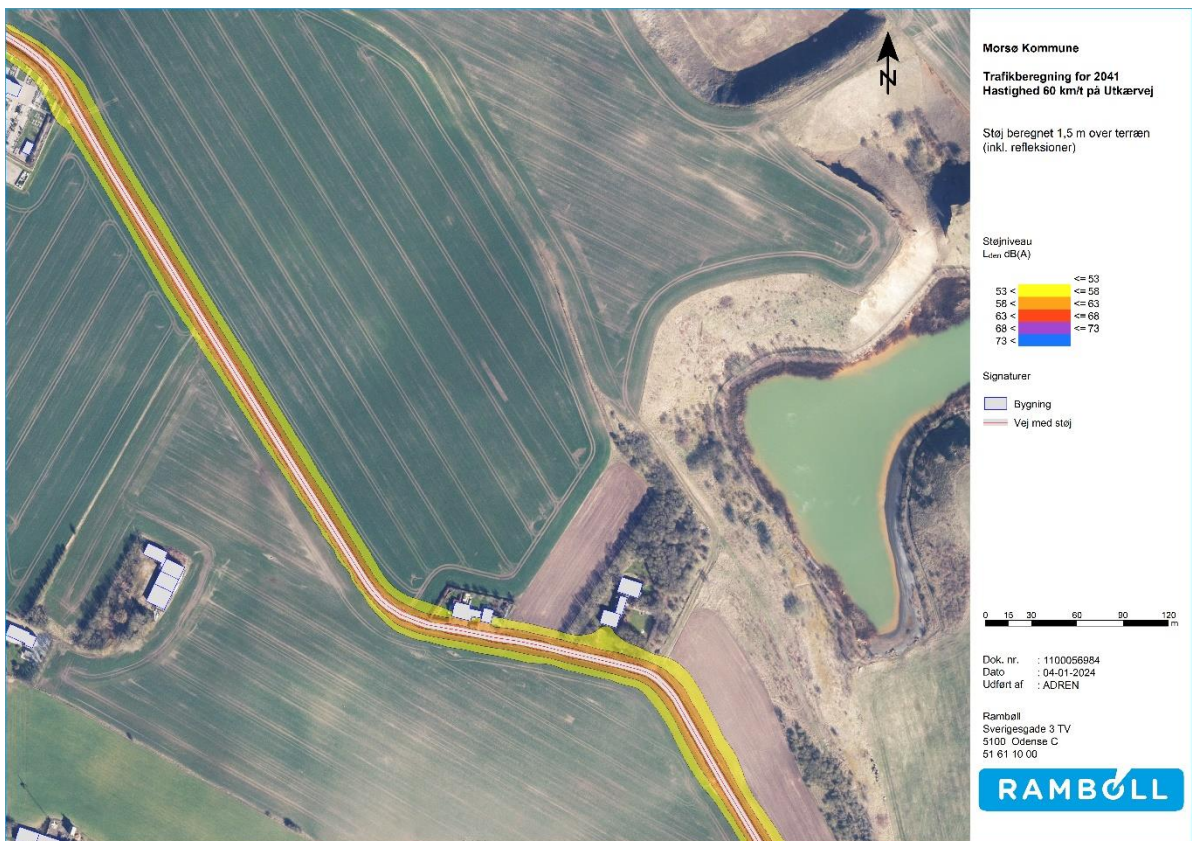 N
Morsø Kommune
Trafikberegning for 2041
Hastighed 60 km/t på Utkærvej
Støj beregnet 1,5 m over terræn
(inkl. refleksioner)
Støjniveau
Lden dB(A)
<= 53
53 < <= 58
58 < <= 63
63 < <= 68
68 < <= 73
73 <
Signaturer
Bygning
Vej med støj
0 15 30 60 90 120
m
Dok. nr. : 1100056984
Dato : 04-01-2024
Udført af : ADREN
Rambøll
Sverigesgade 3 TV
5100 Odense C
51 61 10 00
RAMBOLL